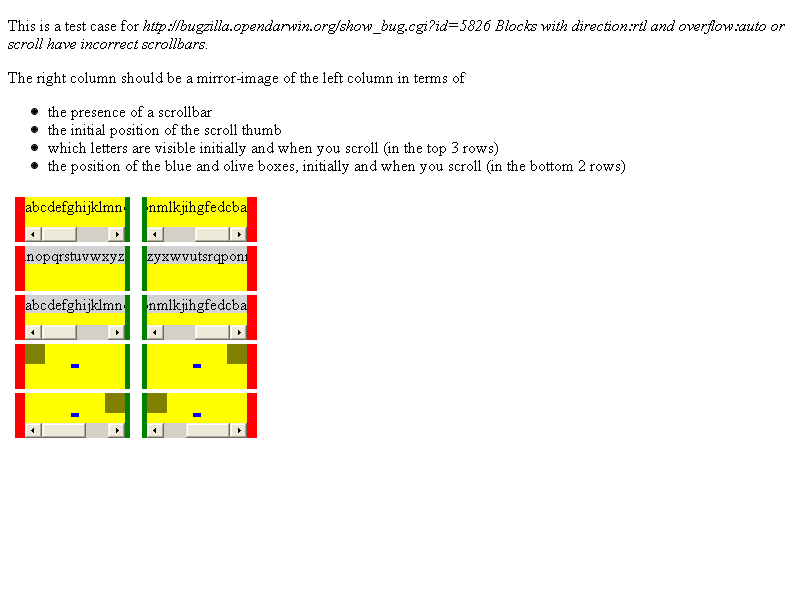 This is a test case for http://bugzilla.opendarwin.org/show_bug.cgi?id=5826 Blocks with direction:rtl and overflow:auto or
scroll have incorrect scrollbars.
The right column should be a mirror-image of the left column in terms of
the presence of a scrollbar
the initial position of the scroll thumb
which letters are visible initially and when you scroll (in the top 3 rows)
the position of the blue and olive boxes, initially and when you scroll (in the bottom 2 rows)
abcdefghijklmno nmlkjihgfedcba
nopqrstuvwxyz zyxwvutsrqpon
abcdefghijklmno nmlkjihgfedcba